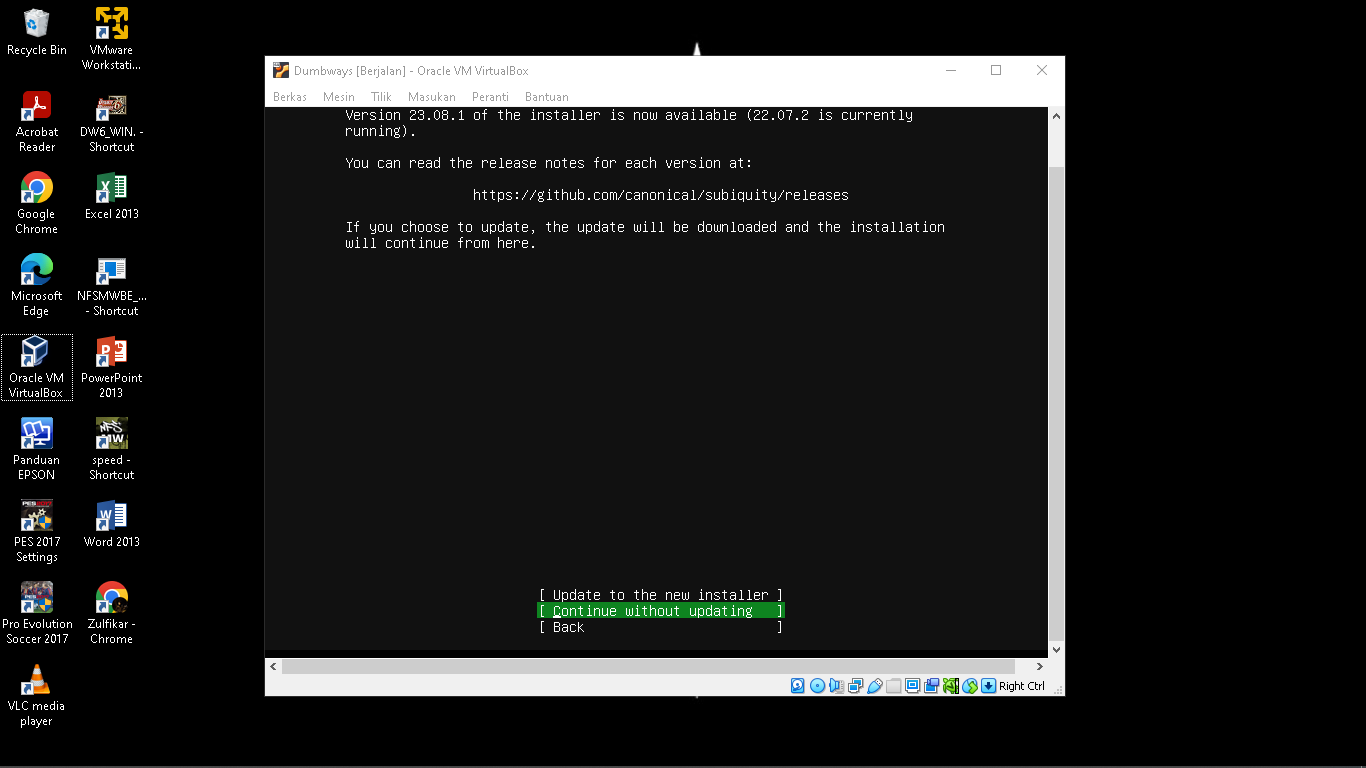 Recycle Bin
VMware
Workstati...
Acrobat
Reader
DW6_WIN. -
Shortcut
Google
Chrome
Excel 2013
Microsoft
Edge
NFSMWBE_...
- Shortcut
Oracle VM
VirtualBox
PowerPoint
2013
Panduan
EPSON
speed -
Shortcut
PES 2017
Settings
Word 2013
Pro Evolution
Soccer 2017
Zulfikar -
Chrome
VLC media
player
Dumbways [Berjalan] - Oracle VM VirtualBox
Berkas Mesin Tilik Masukan Peranti Bantuan
Version 23.08.1 of the installer is now available (22.07.2 is currently
running).
You can read the release notes for each version at:
https://github.com/canonical/subiquity/releases
If you choose to update, the update will be downloaded and the installation
will continue from here.
[ Update to the new installer ]
[ Continue without updating ]
[ Back ]
Right Ctrl